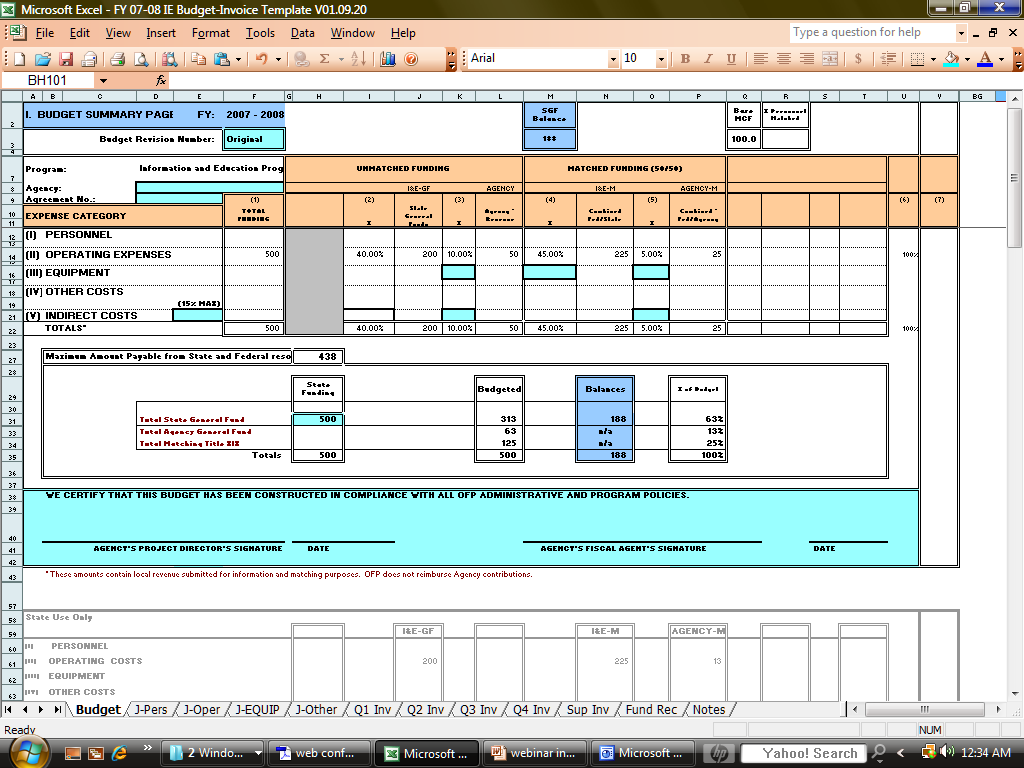 Microsoft Excel - FY 07-08 IE Budget-Invoice Template V01.09.20
File Edit View Insert Format Tools Data Window Help Type a question for help
Arial 10 B I U $ A
BH101 fx
A B C D E F G H I J K L M N O P Q R S T U V BG
I. BUDGET SUMMARY PAGE FY: 2007 - 2008 SGF Balance Base MCF % Personnel Matched
Budget Revision Number: Original 188 100.0
Program: Information and Education Prog UNMATCHED FUNDING MATCHED FUNDING (50/50)
Agency: I&E-GF AGENCY I&E-M AGENCY-M
Agreement No.: (1) (2) (3) (4) (5) (6) (7)
EXPENSE CATEGORY TOTAL FUNDING % State General Funds % Agency * Revenue % Combined Fed/State % Combined * Fed/Agency
(I) PERSONNEL
(II) OPERATING EXPENSES 500 40.00% 200 10.00% 50 45.00% 225 5.00% 25 100%
(III) EQUIPMENT
(IV) OTHER COSTS
(15% MAX)
(V) INDIRECT COSTS
TOTALS* 500 40.00% 200 10.00% 50 45.00% 225 5.00% 25 100%
Maximum Amount Payable from State and Federal reso 438
State Funding Budgeted Balances % of Budget
Total State General Fund 500 313 188 63%
Total Agency General Fund 63 n/a 13%
Total Matching Title XIX 125 n/a 25%
Totals 500 500 188 100%
WE CERTIFY THAT THIS BUDGET HAS BEEN CONSTRUCTED IN COMPLIANCE WITH ALL OFP ADMINISTRATIVE AND PROGRAM POLICIES.
AGENCY'S PROJECT DIRECTOR'S SIGNATURE DATE AGENCY'S FISCAL AGENT'S SIGNATURE DATE
*These amounts contain local revenue submitted for information and matching purposes. OFP does not reimburse Agency contributions.
State Use Only
I&E-GF I&E-M AGENCY-M
(I) PERSONNEL
(II) OPERATING COSTS 200 225 13
(III) EQUIPMENT
(IV) OTHER COSTS
Budget J-Pers J-Oper J-EQUIP J-Other Q1 Inv Q2 Inv Q3 Inv Q4 Inv Sup Inv Fund Rec Notes
Ready NUM
2 Windo... web conf... Microsoft ... webinar in... Microsoft ... hp Yahoo! Search 12:34 AM